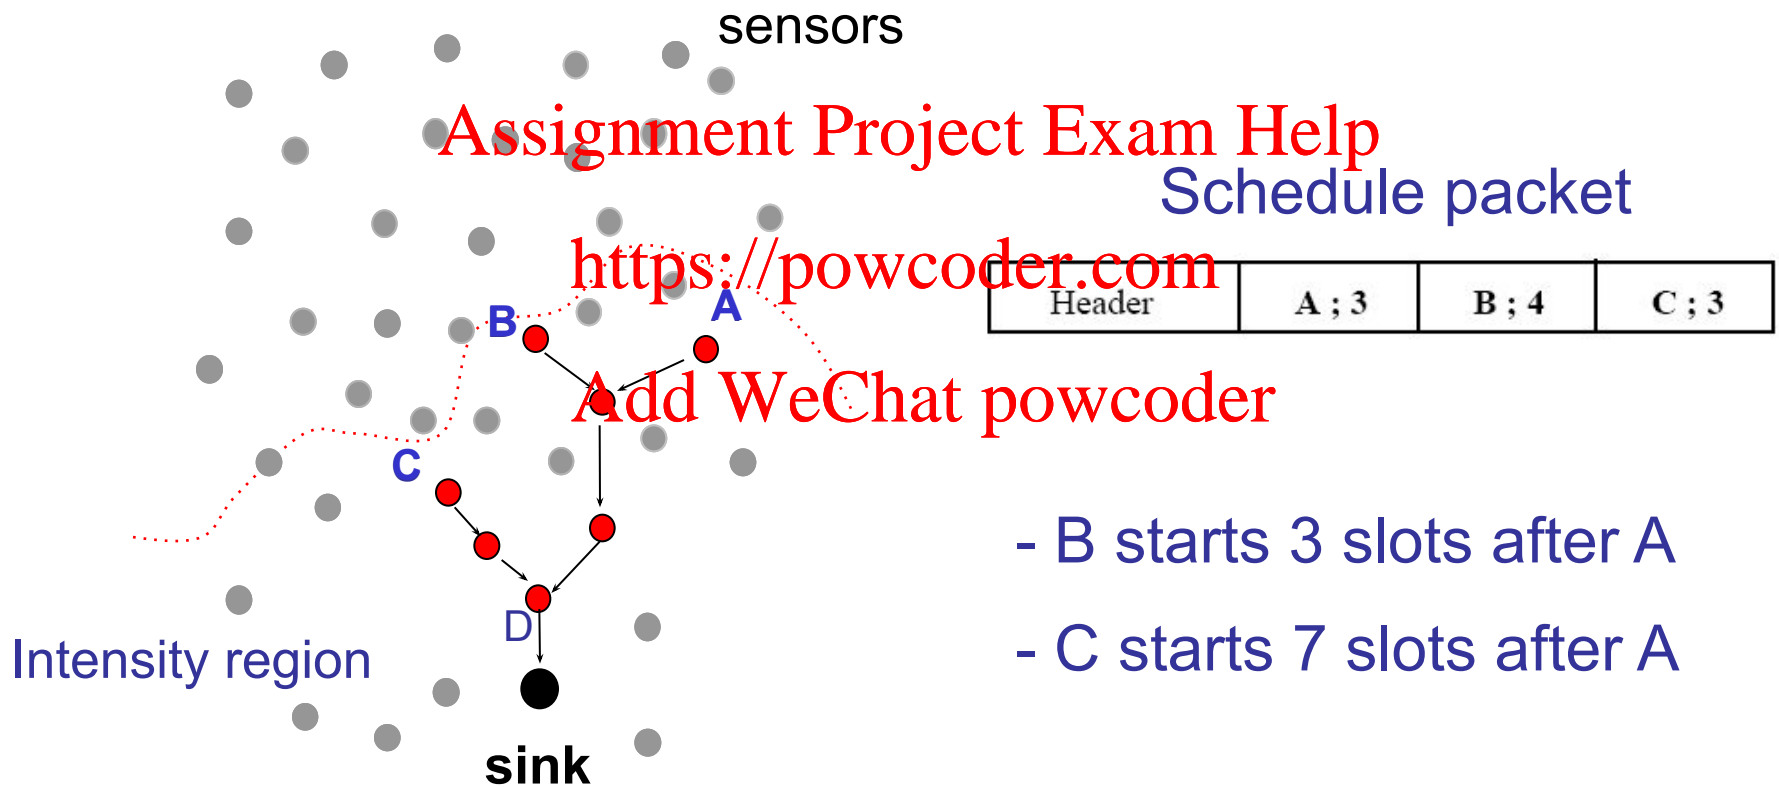 sensors
Assignment Project Exam Help
Schedule packet
https://powcoder.com
Header A ; 3 B ; 4 C ; 3
B
A
Add WeChat powcoder
C
- B starts 3 slots after A
D
- C starts 7 slots after A
Intensity region
sink